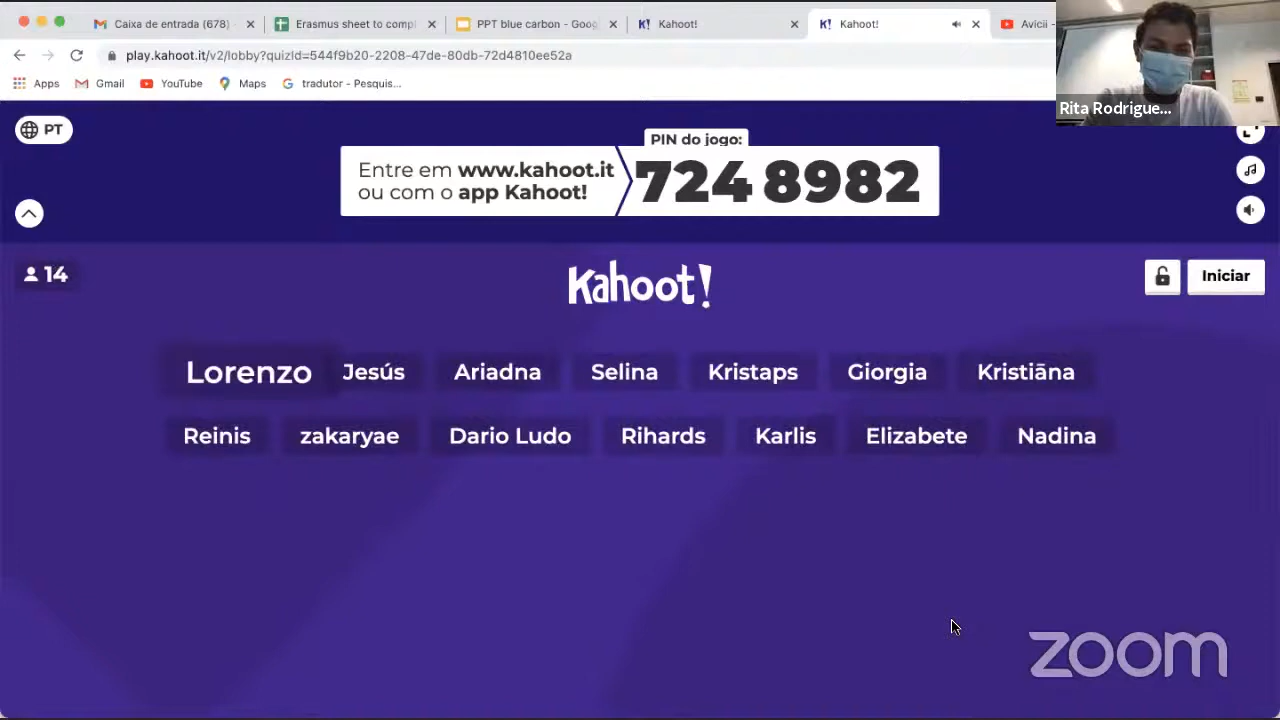 Caixa de entrada (678)
Erasmus sheet to compl
PPT blue carbon - Goog
Kahoot!
Kahoot!
Avicii -
play.kahoot.it/v2/lobby?quizId=544f9b20-2208-47de-80db-72d4810ee52a
Apps
Gmail
YouTube
Maps
tradutor - Pesquis...
Rita Rodrigue...
PT
PIN do jogo:
Entre em www.kahoot.it
ou com o app Kahoot!
724 8982
14
Kahoot!
Iniciar
Lorenzo Jesús Ariadna Selina Kristaps Giorgia Kristiāna
Reinis zakaryae Dario Ludo Rihards Karlis Elizabete Nadina
zoom